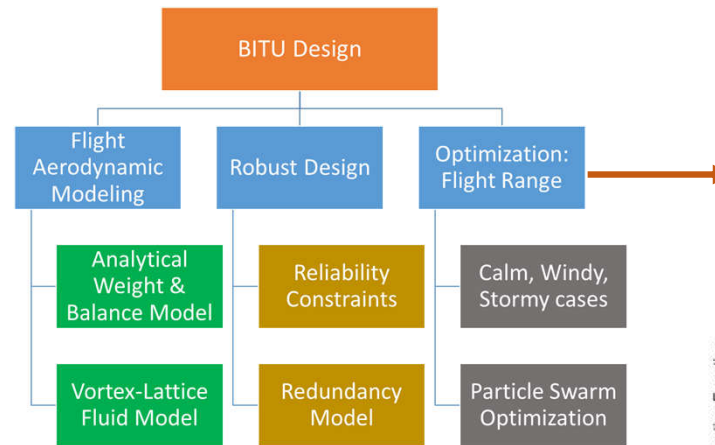 BITU Design
Flight
Aerodynamic
Modeling
Robust Design
Optimization:
Flight Range
Analytical
Weight &
Balance Model
Reliability
Constraints
Calm, Windy,
Stormy cases
Vortex-Lattice
Fluid Model
Redundancy
Model
Particle Swarm
Optimization